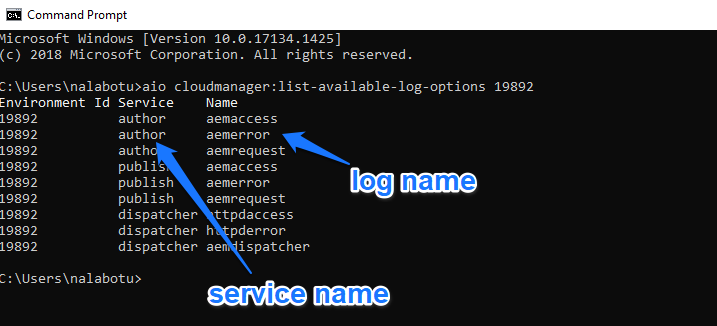 Command Prompt
Microsoft Windows [Version 10.0.17134.1425]
(c) 2018 Microsoft Corporation. All rights reserved.
C:\Users\nalabotu>aio cloudmanager:list-available-log-options 19892
Environment Id Service Name
19892 author aemaccess
19892 author aemerror
19892 author aemrequest
19892 publish aemaccess
19892 publish aemerror
19892 publish aemrequest
19892 dispatcher httpdaccess
19892 dispatcher httpderror
19892 dispatcher aemdispatcher
C:\Users\nalabotu>
log name
service name